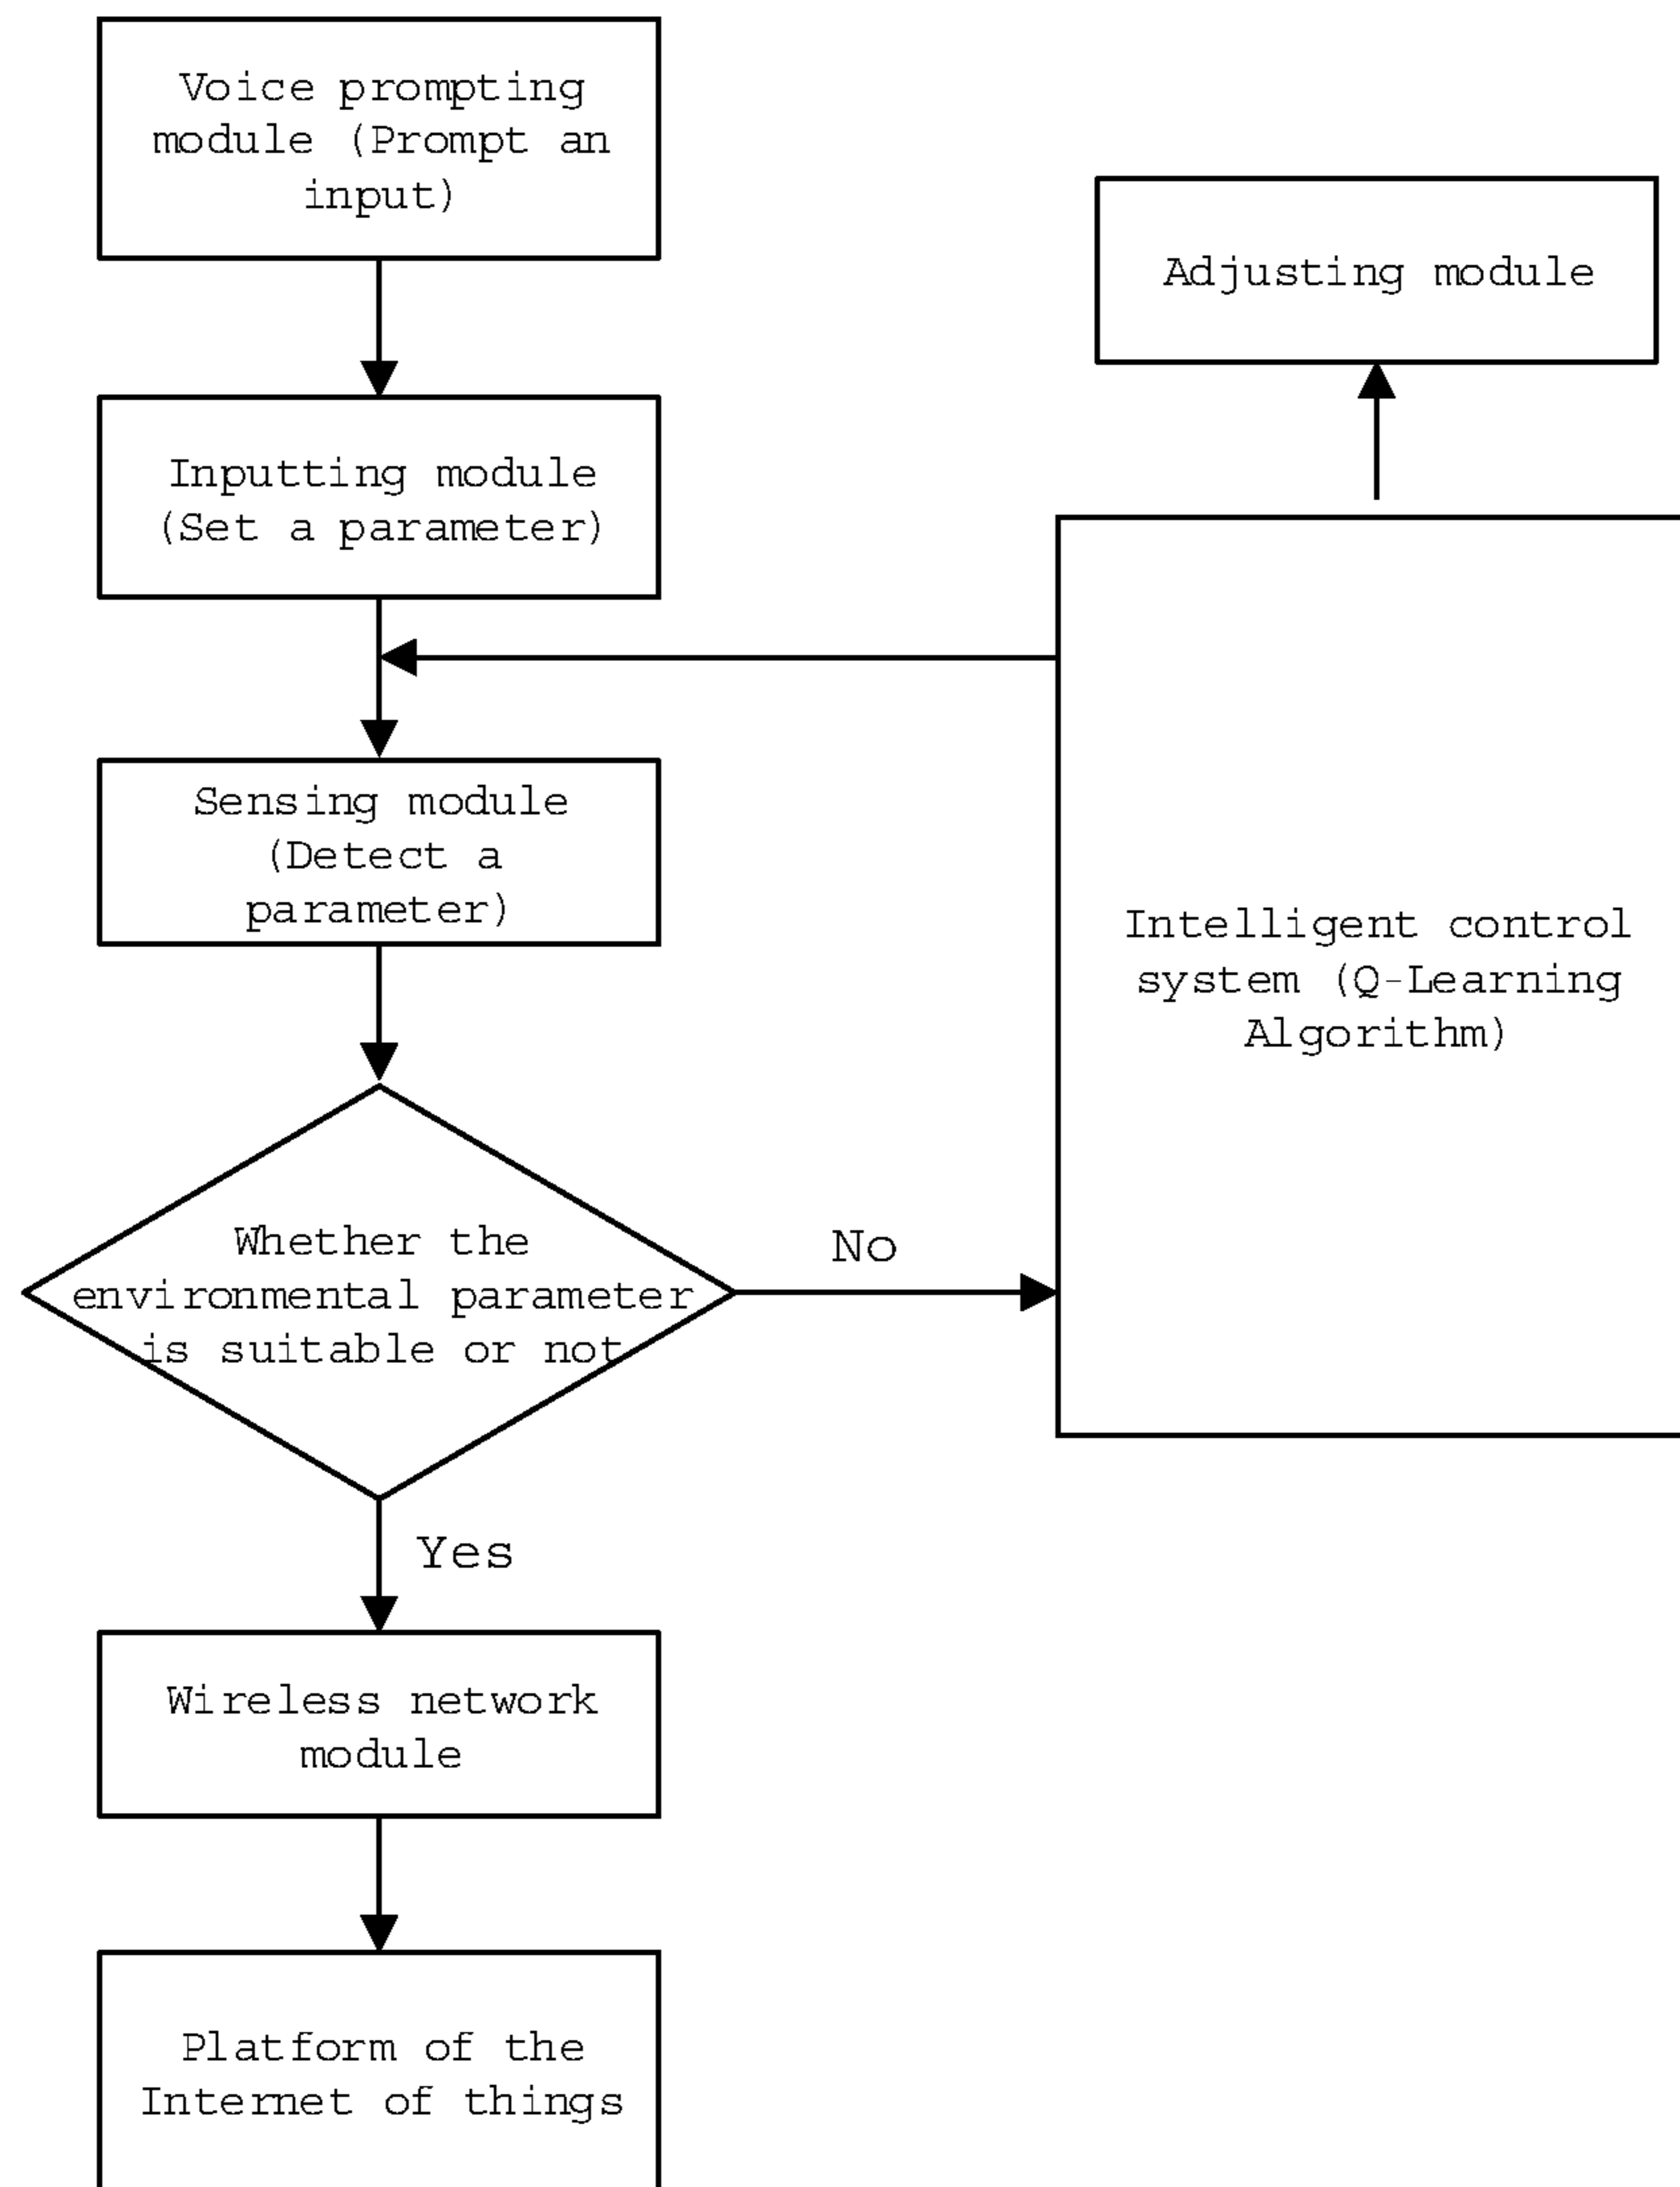 Voice prompting
module (Prompt an
input)
Adjusting module
Inputting module
(Set a parameter)
Sensing module
(Detect a
parameter)
Intelligent control
system (Q-Learning
Algorithm)
Whether the
environmental parameter
is suitable or not
No
Yes
Wireless network
module
Platform of the
Internet of things